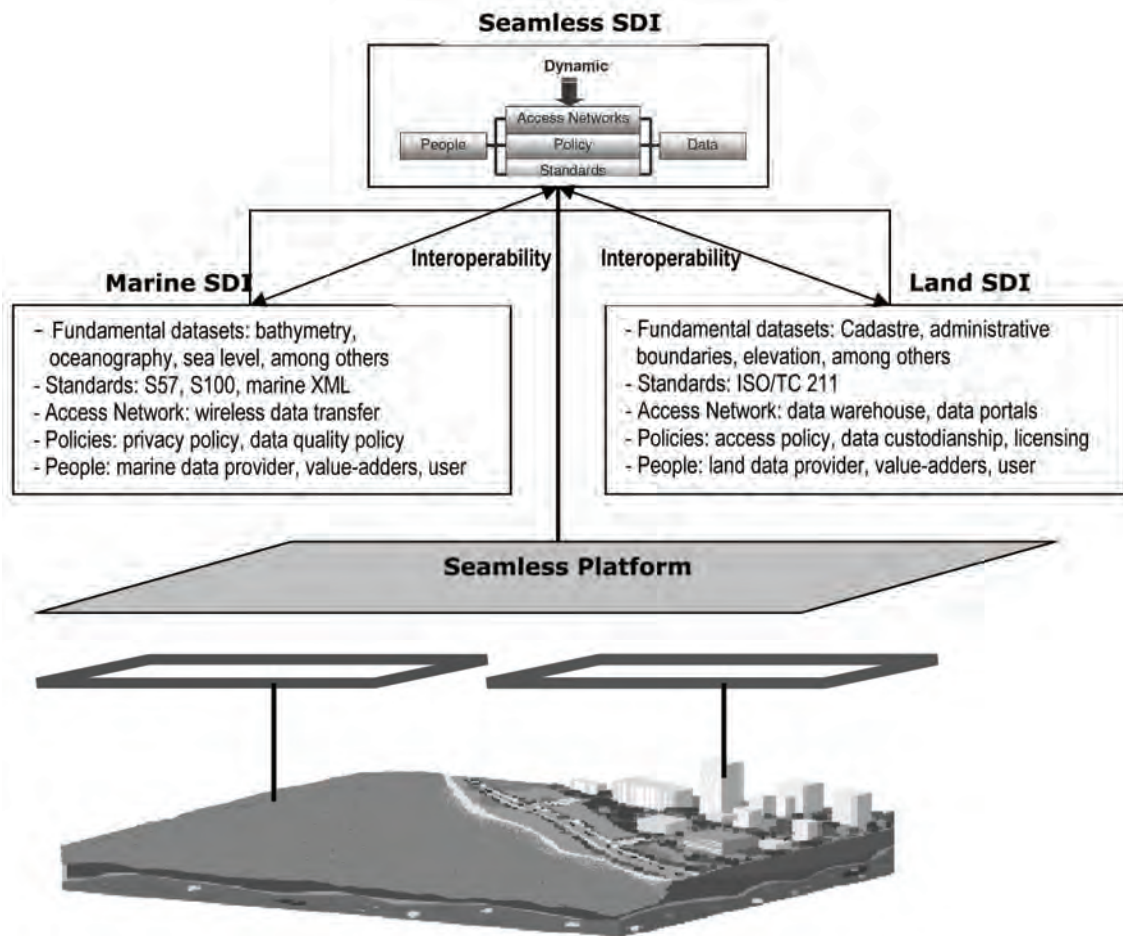 Seamless SDI
Dynamic
Access Networks
People
Policy
Data
Standards
Interoperability
Interoperability
Marine SDI
Land SDI
- Fundamental datasets: bathymetry,
oceanography, sea level, among others
- Standards: S57, S100, marine XML
- Access Network: wireless data transfer
- Policies: privacy policy, data quality policy
- People: marine data provider, value-adders, user
- Fundamental datasets: Cadastre, administrative
boundaries, elevation, among others
- Standards: ISO/TC 211
- Access Network: data warehouse, data portals
- Policies: access policy, data custodianship, licensing
- People: land data provider, value-adders, user
Seamless Platform